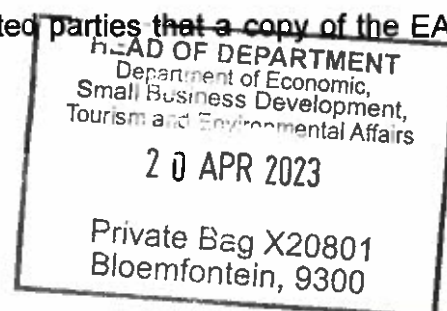 ted parties that a copy of the EA
HEAD OF DEPARTMENT
Department of Economic,
Small Business Development,
Tourism and Environmental Affairs
20 APR 2023
Private Bag X20801
Bloemfontein, 9300